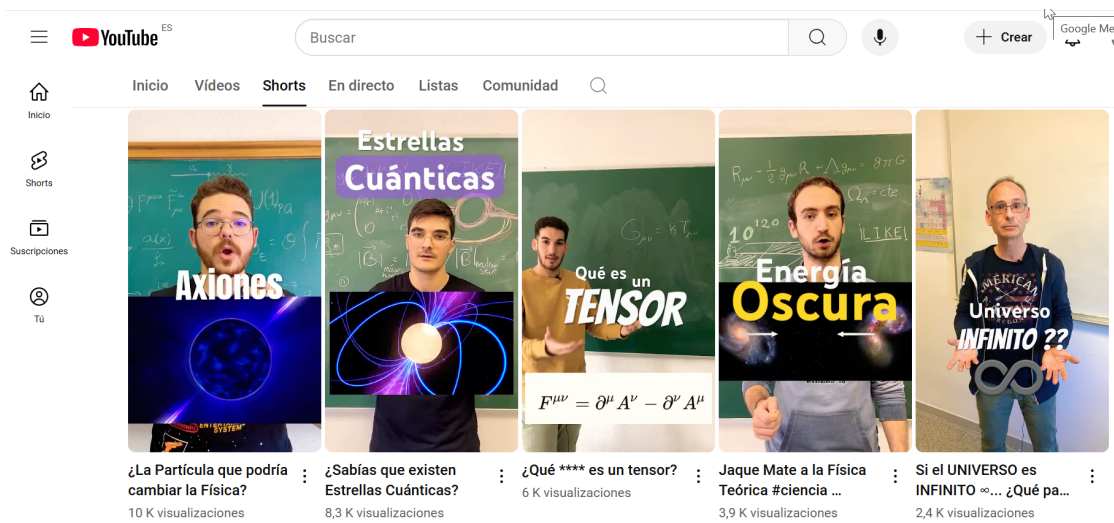 YouTube ES
Buscar
Crear
Google Me
Inicio
Shorts
Suscripciones
Tú
Inicio Vídeos Shorts En directo Listas Comunidad
Axiones
¿La Partícula que podría
cambiar la Física?
10 K visualizaciones
Estrellas
Cuánticas
¿Sabías que existen
Estrellas Cuánticas?
8,3 K visualizaciones
Qué es
un
TENSOR
F^{μν} = ∂^μ A^ν − ∂^ν A^μ
¿Qué **** es un tensor?
6 K visualizaciones
10^{120}
LIKE
Energía
Oscura
Jaque Mate a la Física
Teórica #ciencia ...
3,9 K visualizaciones
Universo
INFINITO ??
∞
Si el UNIVERSO es
INFINITO ∞... ¿Qué pa...
2,4 K visualizaciones